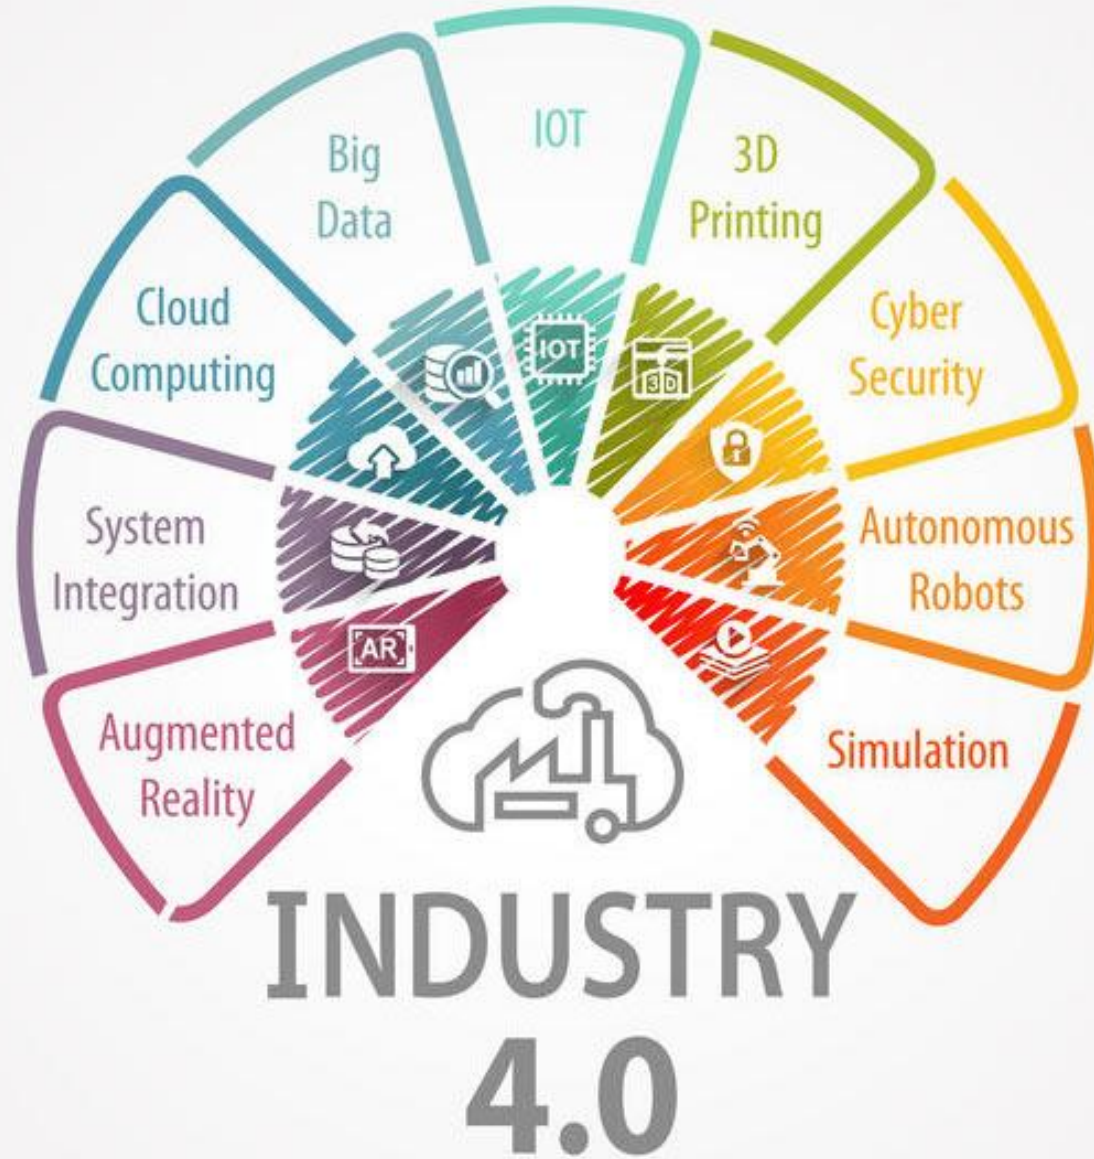 IOT
Big
Data
3D
Printing
Cloud
Computing
Cyber
Security
IOT
3D
System
Integration
Autonomous
Robots
AR
Augmented
Reality
Simulation
INDUSTRY
4.0